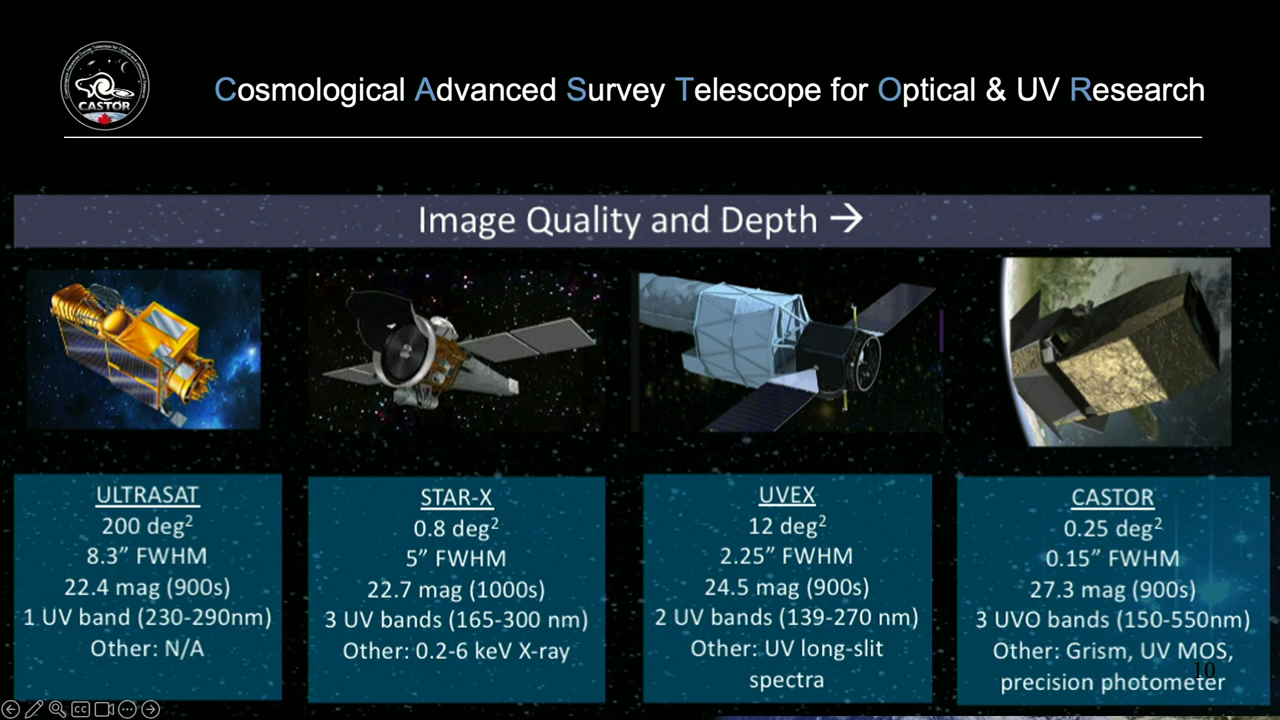 Cosmological Advanced Survey Telescope for Optical & UV Research
CASTOR
Image Quality and Depth →
ULTRASAT
200 deg²
8.3” FWHM
22.4 mag (900s)
1 UV band (230-290nm)
Other: N/A
STAR-X
0.8 deg²
5” FWHM
22.7 mag (1000s)
3 UV bands (165-300 nm)
Other: 0.2-6 keV X-ray
UVEX
12 deg²
2.25” FWHM
24.5 mag (900s)
2 UV bands (139-270 nm)
Other: UV long-slit
spectra
CASTOR
0.25 deg²
0.15” FWHM
27.3 mag (900s)
3 UVO bands (150-550nm)
Other: Grism, UV MOS,
precision photometer
10
CC